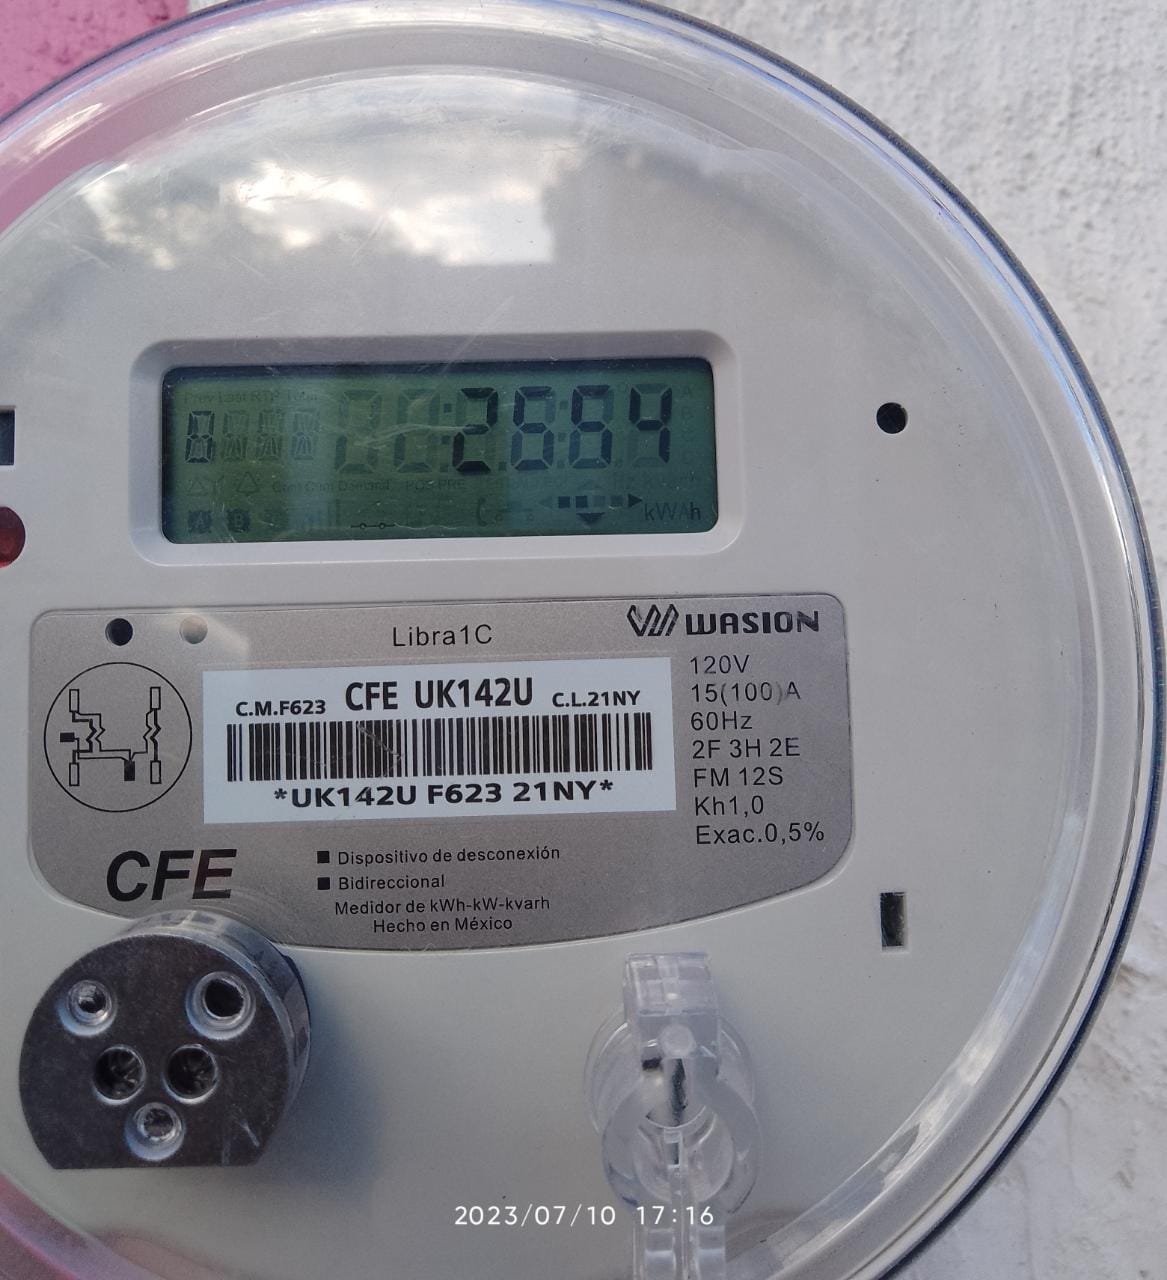 8 2664
kWh
Libra1C
WASION
C.M.F623 CFE UK142U C.L.21NY
*UK142U F623 21NY*
120V
15(100)A
60Hz
2F 3H 2E
FM 12S
Kh1,0
Exac.0,5%
CFE
Dispositivo de desconexión
Bidireccional
Medidor de kWh-kW-kvarh
Hecho en México
2023/07/10 17:16